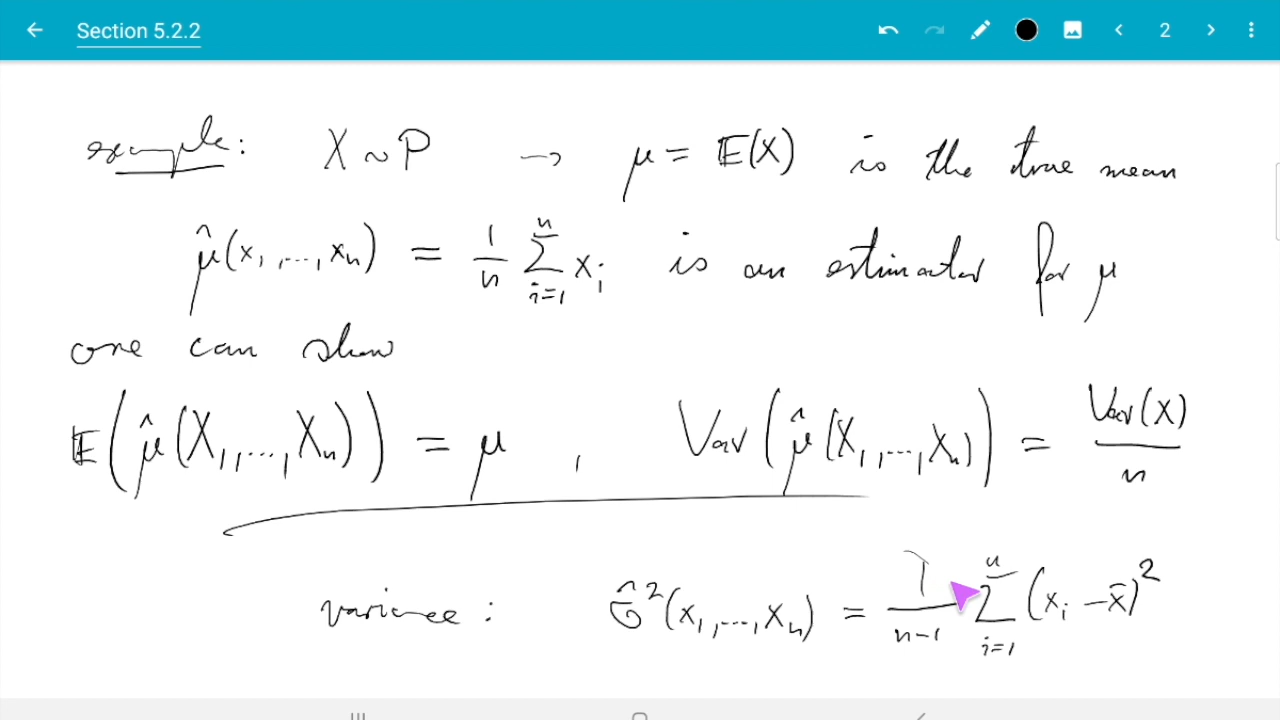 Section 5.2.2
2
example: X ~ P → μ = 𝔼(X) is the true mean
μ̂(x₁,...,xₙ) = 1/n ∑ᵢ₌₁ⁿ xᵢ is an estimator for μ
one can show
𝔼(μ̂(X₁,...,Xₙ)) = μ , Var(μ̂(X₁,...,Xₙ)) = Var(X)/n
variance: σ̂²(x₁,...,xₙ) = 1/(n-1) ∑ᵢ₌₁ⁿ (xᵢ - x̄)²